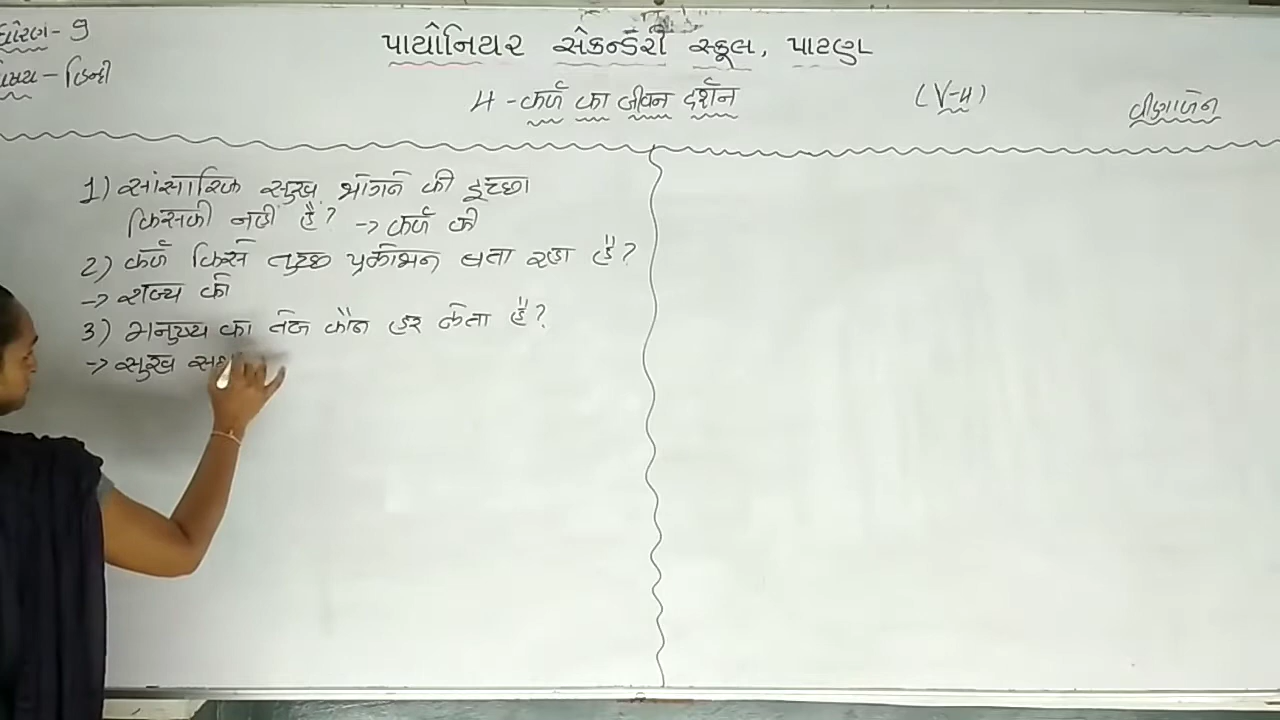 ધોરણ - 9
પાયોનિયર સેકન્ડરી સ્કૂલ, પાટણ
વિષય - હિન્દી
4 - कर्ण का जीवन दर्शन
(V-4)
વીણાબેન
1) सांसारिक सुख भोगने की इच्छा
किसकी नहीं है? -> कर्ण की
2) कर्ण किसे तुच्छ प्रलोभन बता रहा है?
-> राज्य को
3) मनुष्य का तेज कौन हर लेता है?
-> सुख